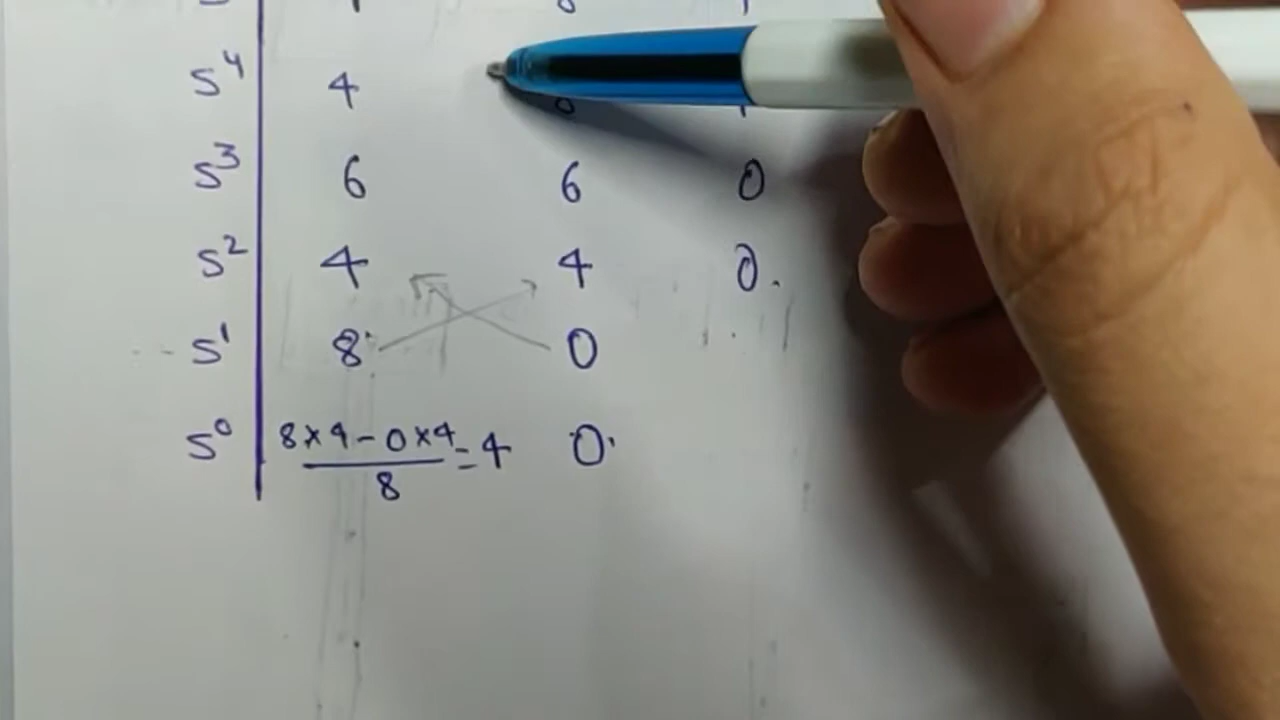 S⁴ 4
S³ 6 6 0
S² 4 4 0.
S¹ 8 0
S⁰ 8×4-0×4/8 = 4 0